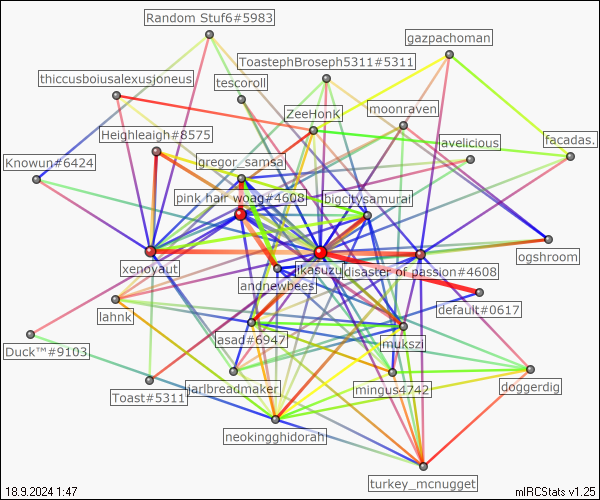 Random Stuf6#5983
gazpachoman
ToastephBroseph5311#5311
thiccusboiusalexusjoneus
tescoroll
moonraven
ZeeHonK
Heighleaigh#8575
avelicious
facadas.
Knowun#6424
gregor_samsa
pink hair woag#4608
bigcitysamurai
ogshroom
xenoyaut
ikasuzu
disaster of passion#4608
andnewbees
default#0617
lahnk
jasad#6947
mukszi
Duck™#9103
jarlbreadmaker
mingus4742
doggerdig
Toast#5311
neokingghidorah
turkey_mcnugget
18.9.2024 1:47
mIRCStats v1.25